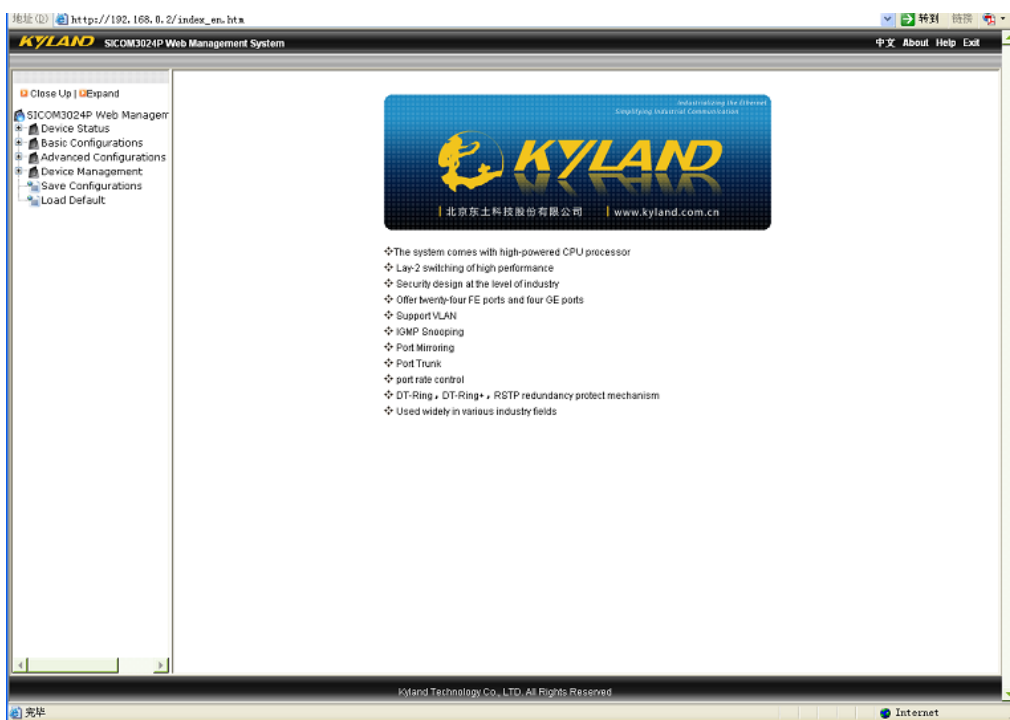 地址(D) http://192.168.0.2/index_en.htm 转到 链接
KYLAND SICOM3024P Web Management System 中文 About Help Exit
Close Up | Expand
SICOM3024P Web Managem
Device Status
Basic Configurations
Advanced Configurations
Device Management
Save Configurations
Load Default
Industrializing the Ethernet
Simplifying Industrial Communication
KYLAND
北京东土科技股份有限公司 www.kyland.com.cn
The system comes with high-powered CPU processor
Lay-2 switching of high performance
Security design at the level of industry
Offer twenty-four FE ports and four GE ports
Support VLAN
IGMP Snooping
Port Mirroring
Port Trunk
port rate control
DT-Ring，DT-Ring+，RSTP redundancy protect mechanism
Used widely in various industry fields
Kyland Technology Co., LTD. All Rights Reserved
完毕 Internet